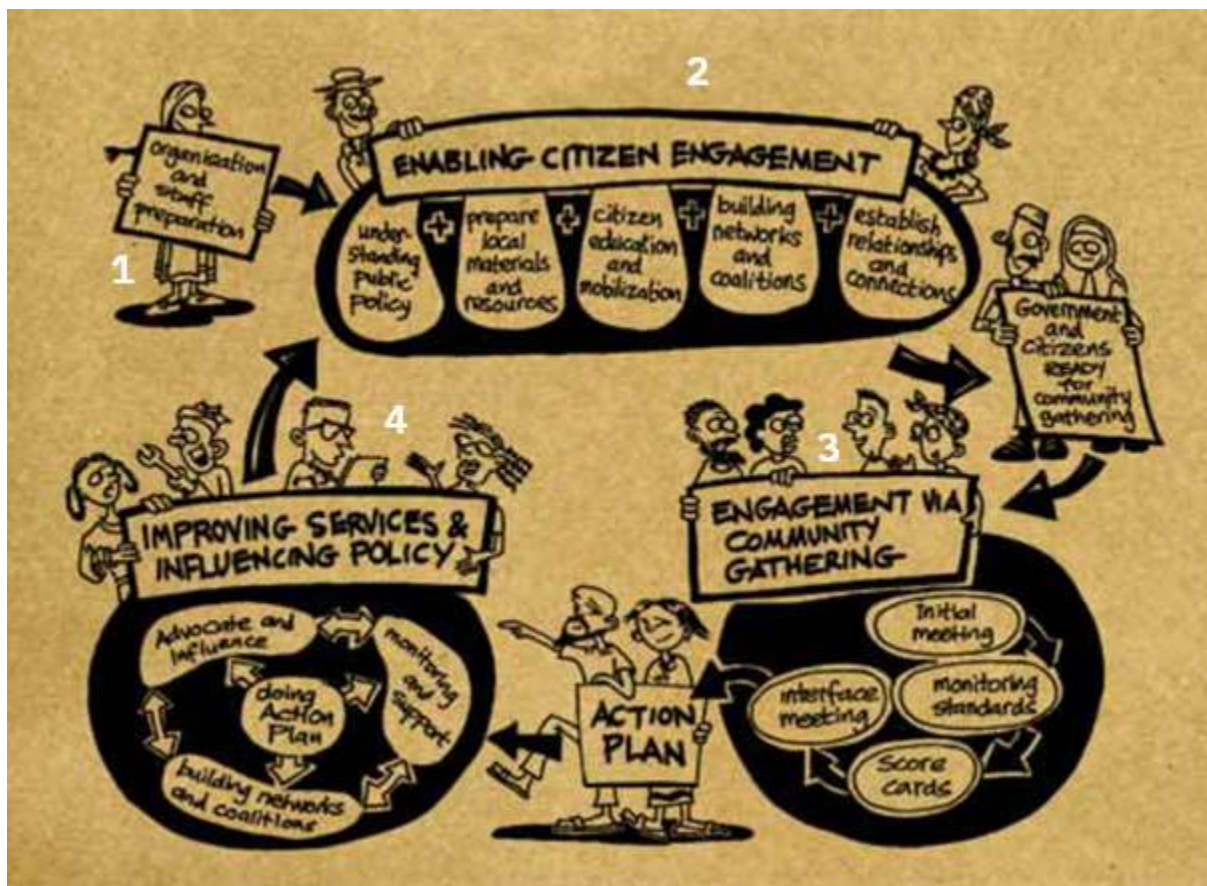 1
organisation
and
staff
preparation
2
ENABLING CITIZEN ENGAGEMENT
under-
standing
public
policy
prepare
local
materials
and
resources
citizen
education
and
mobilization
building
networks
and
coalitions
establish
relationships
and
connections
Government
and
citizens
READY
for
community
gathering
3
ENGAGEMENT VIA
COMMUNITY
GATHERING
Initial
meeting
monitoring
standards
Score
cards
interface
meeting
ACTION
PLAN
4
IMPROVING SERVICES &
INFLUENCING POLICY
Advocate and
influence
monitoring
and
support
doing
Action
Plan
building networks
and coalitions